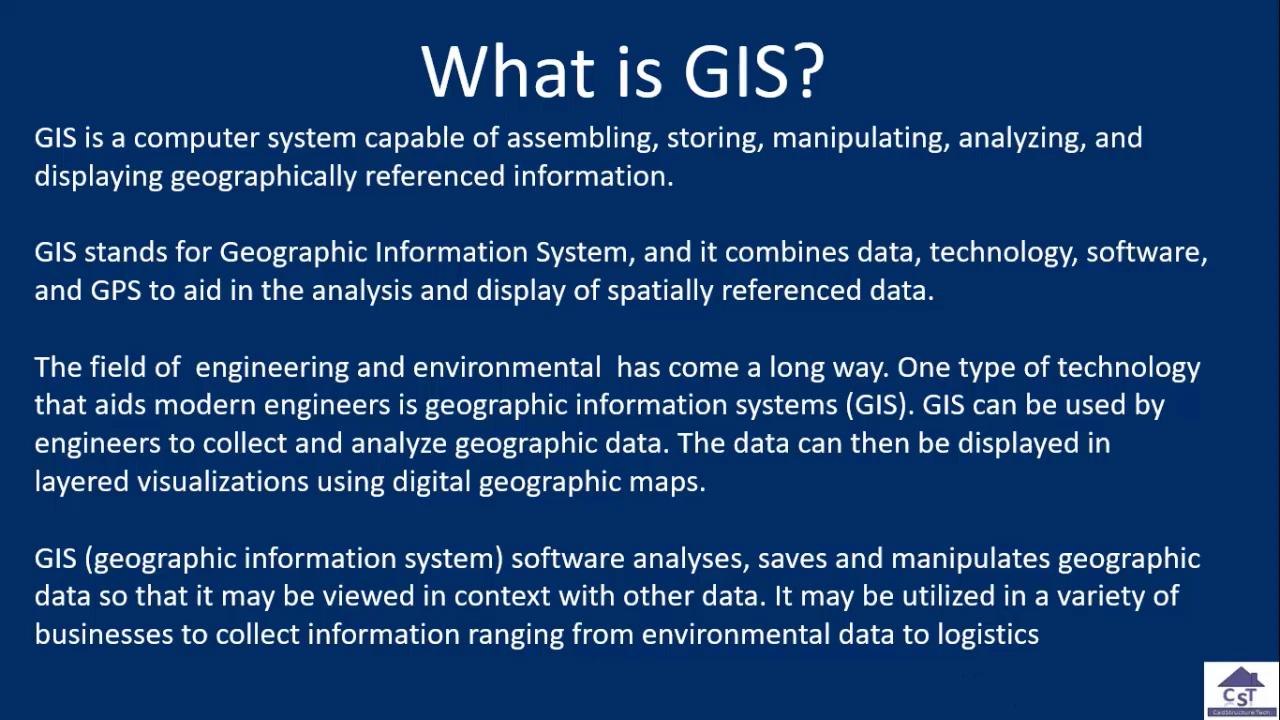 What is GIS?
GIS is a computer system capable of assembling, storing, manipulating, analyzing, and
displaying geographically referenced information.
GIS stands for Geographic Information System, and it combines data, technology, software,
and GPS to aid in the analysis and display of spatially referenced data.
The field of  engineering and environmental  has come a long way. One type of technology
that aids modern engineers is geographic information systems (GIS). GIS can be used by
engineers to collect and analyze geographic data. The data can then be displayed in
layered visualizations using digital geographic maps.
GIS (geographic information system) software analyses, saves and manipulates geographic
data so that it may be viewed in context with other data. It may be utilized in a variety of
businesses to collect information ranging from environmental data to logistics
CST